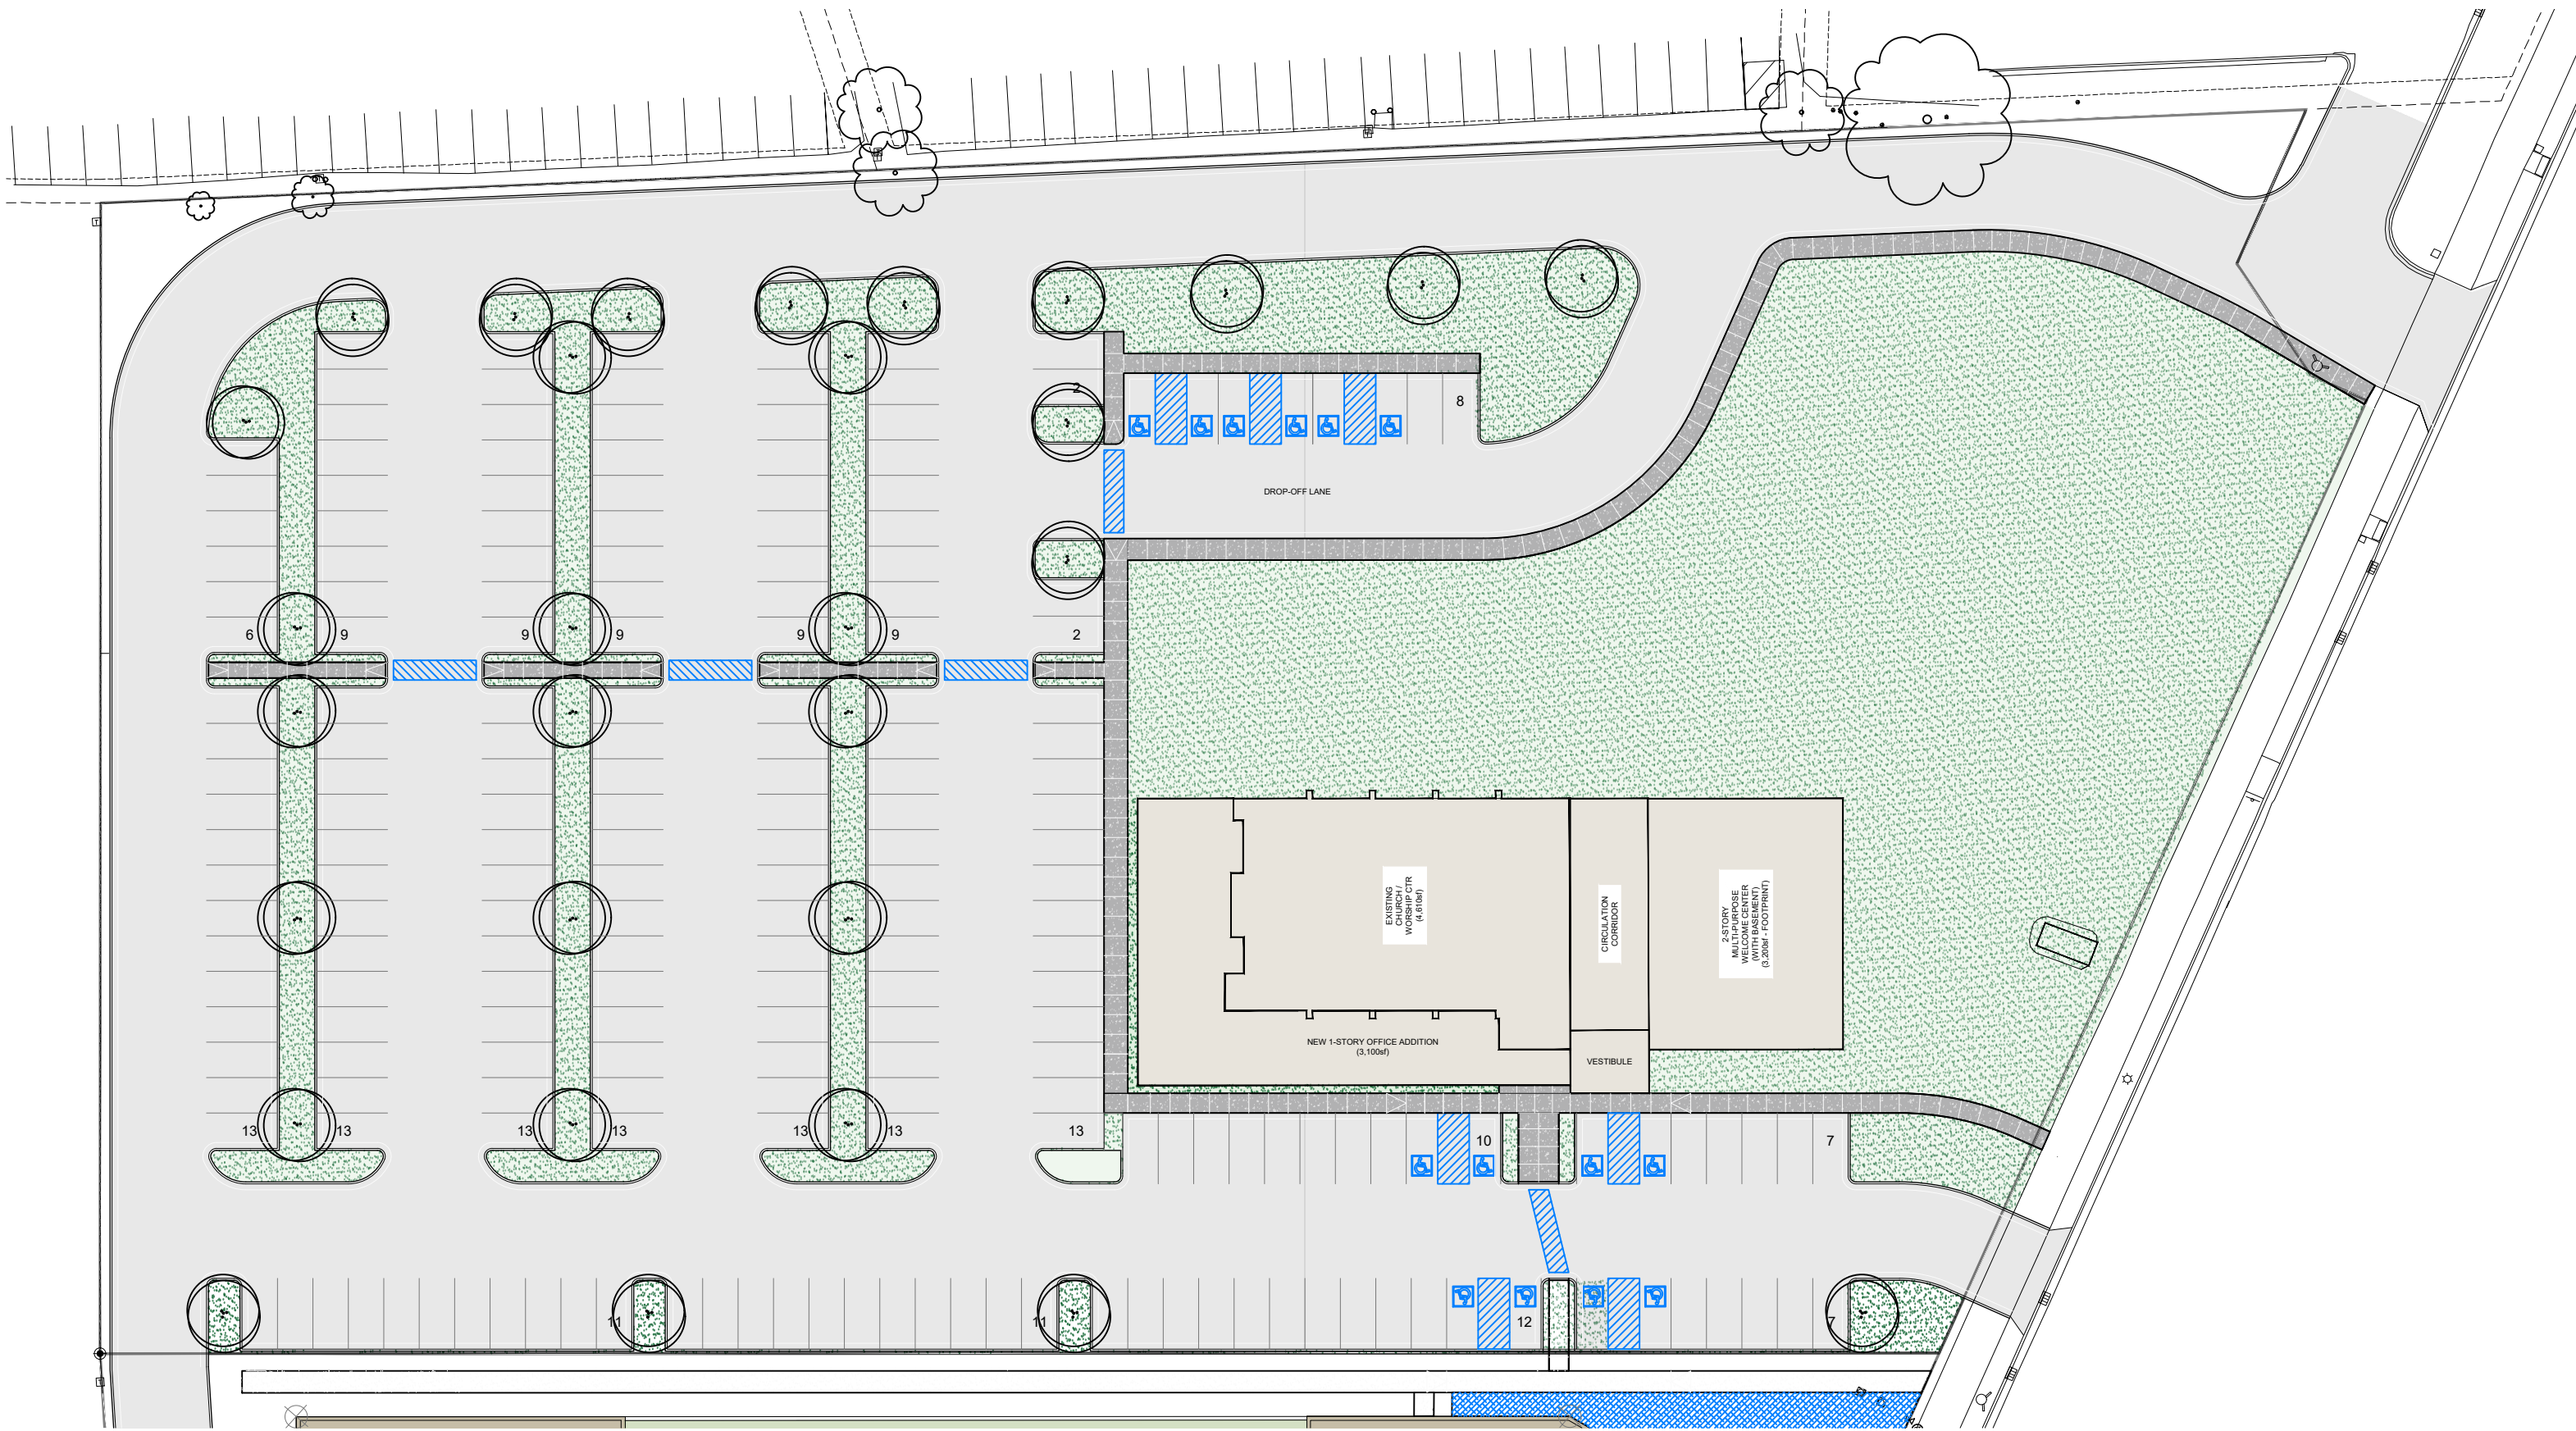 2
8
DROP-OFF LANE
6
9
9
9
9
9
2
EXISTING
CHURCH /
WORSHIP CTR
(4,610sf)
CIRCULATION
CORRIDOR
2-STORY
MULTI-PURPOSE
WELCOME CENTER
(WITH BASEMENT)
(3,200sf - FOOTPRINT)
NEW 1-STORY OFFICE ADDITION
(3,100sf)
VESTIBULE
13
13
13
13
13
13
13
10
7
11
11
12
7